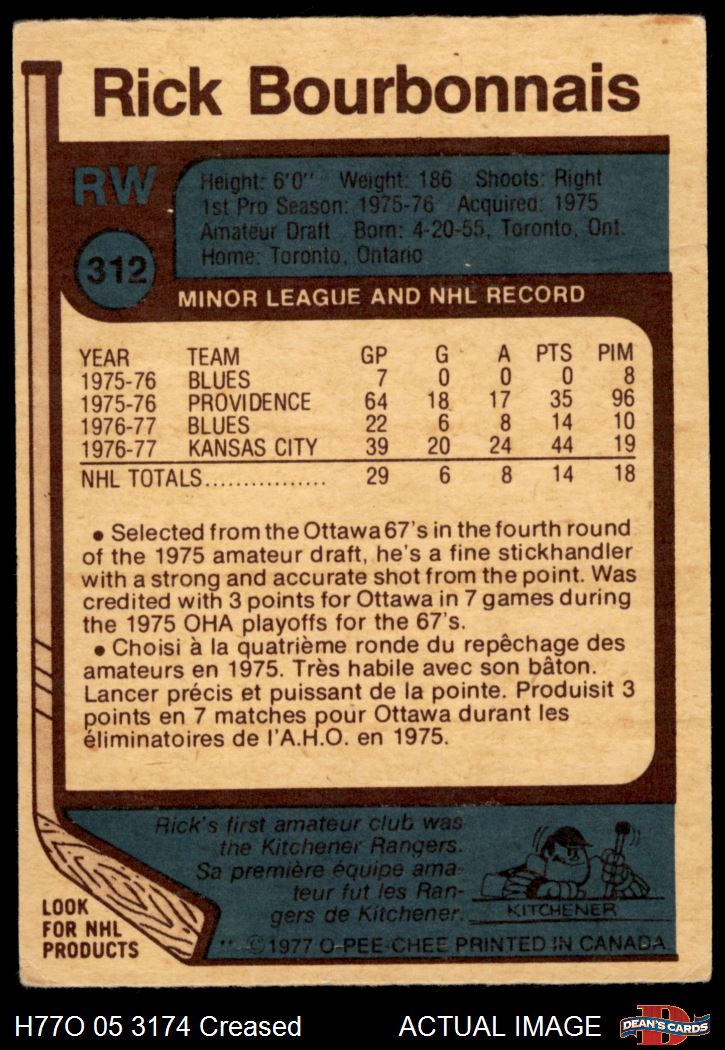 Rick Bourbonnais
RW
312
Height: 6'0" Weight: 186 Shoots: Right
1st Pro Season: 1975-76 Acquired: 1975
Amateur Draft Born: 4-20-55, Toronto, Ont.
Home: Toronto, Ontario
MINOR LEAGUE AND NHL RECORD
YEAR TEAM GP G A PTS PIM
1975-76 BLUES 7 0 0 0 8
1975-76 PROVIDENCE 64 18 17 35 96
1976-77 BLUES 22 6 8 14 10
1976-77 KANSAS CITY 39 20 24 44 19
NHL TOTALS................ 29 6 8 14 18
• Selected from the Ottawa 67's in the fourth round
of the 1975 amateur draft, he's a fine stickhandler
with a strong and accurate shot from the point. Was
credited with 3 points for Ottawa in 7 games during
the 1975 OHA playoffs for the 67's.
• Choisi à la quatrième ronde du repêchage des
amateurs en 1975. Très habile avec son bâton.
Lancer précis et puissant de la pointe. Produisit 3
points en 7 matches pour Ottawa durant les
éliminatoires de l'A.H.O. en 1975.
Rick's first amateur club was
the Kitchener Rangers.
Sa première équipe ama-
teur fut les Ran-
gers de Kitchener.
KITCHENER
LOOK
FOR NHL
PRODUCTS
** ©1977 O-PEE-CHEE PRINTED IN CANADA
H77O 05 3174 Creased ACTUAL IMAGE
D
DEAN'S CARDS